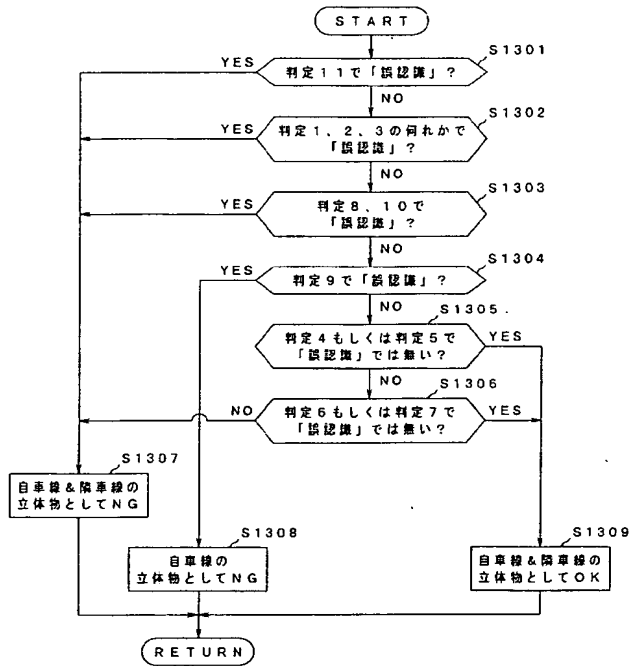 START
S1301
YES
判定11で「誤認識」?
NO
S1302
YES
判定1、2、3の何れかで
「誤認識」?
NO
S1303
YES
判定8、10で
「誤認識」?
NO
S1304
YES
判定9で「誤認識」?
NO
S1305
判定4もしくは判定5で
「誤認識」では無い?
YES
NO
S1306
NO
判定6もしくは判定7で
「誤認識」では無い?
YES
S1307
自車線&隣車線の
立体物としてNG
S1308
自車線の
立体物としてNG
S1309
自車線&隣車線の
立体物としてOK
RETURN